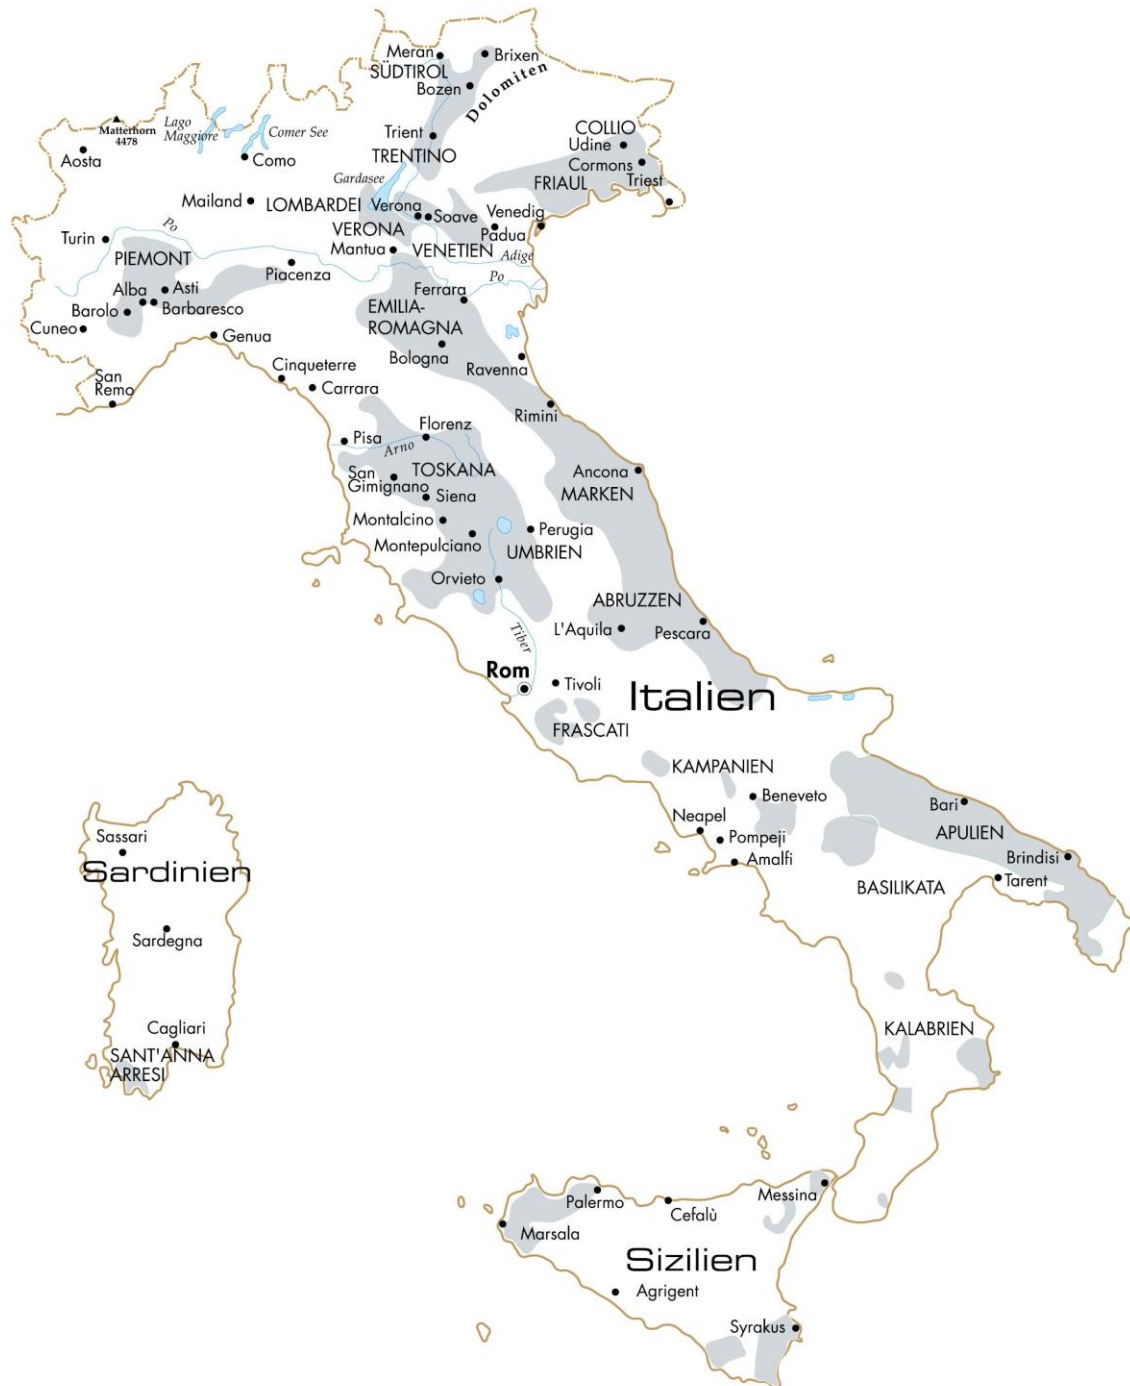 Meran
Brixen
SÜDTIROL
Bozen
Dolomiten
Matterhorn
4478
Lago
Maggiore
Comer See
Trient
TRENTINO
COLLIO
Udine
Cormons
Triest
FRIAUL
Aosta
Como
Gardasee
Mailand
LOMBARDEI
Verona
Soave
Venedig
Padua
VERONA
VENETIEN
Mantua
Adige
Turin
Po
PIEMONT
Piacenza
Po
Alba
Asti
Barolo
Barbaresco
Ferrara
EMILIA-
ROMAGNA
Bologna
Cuneo
Genua
Ravenna
San
Remo
Cinqueterre
Carrara
Rimini
Pisa
Florenz
Arno
TOSKANA
San
Gimignano
Siena
Ancona
MARKEN
Montalcino
Montepulciano
Perugia
UMBRIEN
Orvieto
ABRUZZEN
L'Aquila
Pescara
Tiber
Rom
Tivoli
Italien
FRASCATI
KAMPANIEN
Beneveto
Neapel
Pompeji
Amalfi
Bari
APULIEN
Brindisi
Tarent
BASILIKATA
Sassari
Sardinien
Sardegna
Cagliari
SANT'ANNA
ARRESI
KALABRIEN
Palermo
Cefalù
Messina
Marsala
Sizilien
Agrigent
Syrakus